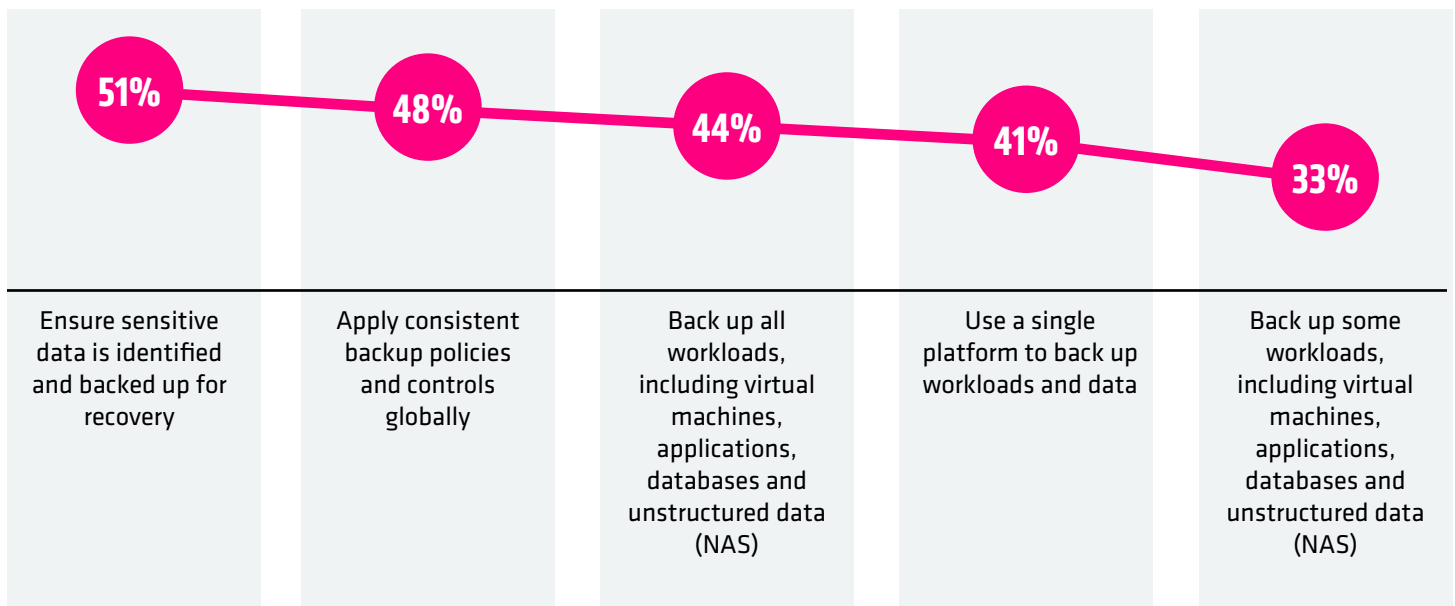 51%
48%
44%
41%
33%
Ensure sensitive
data is identified
and backed up for
recovery
Apply consistent
backup policies
and controls
globally
Back up all
workloads,
including virtual
machines,
applications,
databases and
unstructured data
(NAS)
Use a single
platform to back up
workloads and data
Back up some
workloads,
including virtual
machines,
applications,
databases and
unstructured data
(NAS)